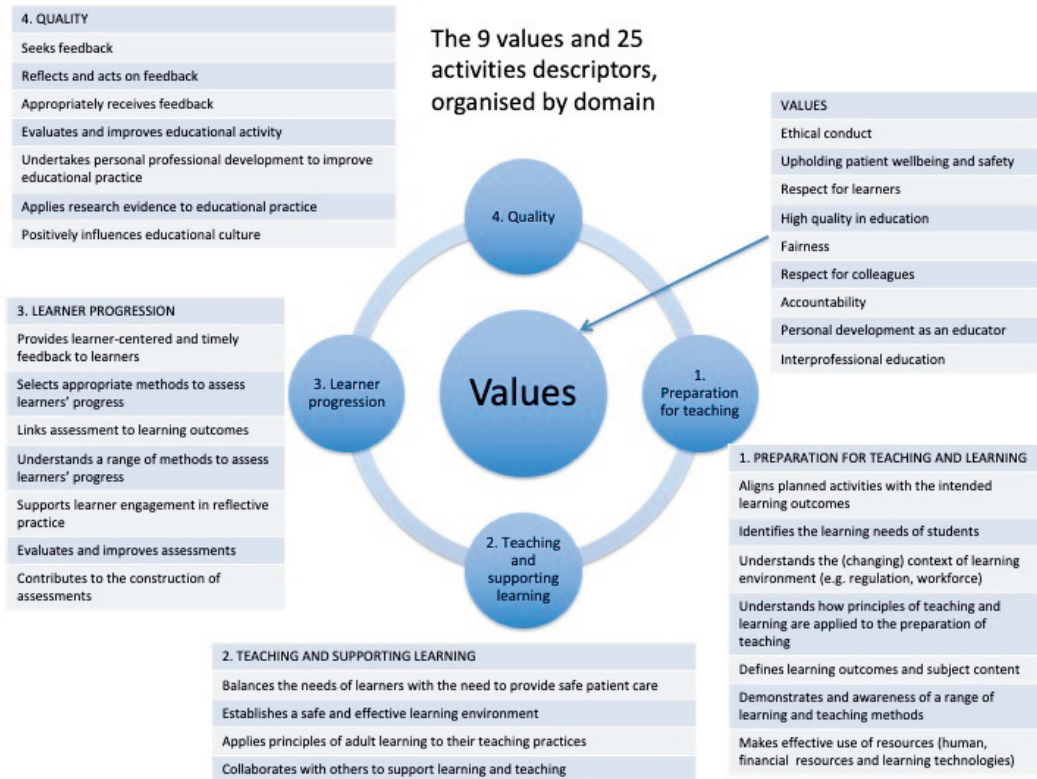 4. QUALITY
Seeks feedback
Reflects and acts on feedback
Appropriately receives feedback
Evaluates and improves educational activity
Undertakes personal professional development to improve
educational practice
Applies research evidence to educational practice
Positively influences educational culture
The 9 values and 25
activities descriptors,
organised by domain
VALUES
Ethical conduct
Upholding patient wellbeing and safety
Respect for learners
High quality in education
Fairness
Respect for colleagues
Accountability
Personal development as an educator
Interprofessional education
4. Quality
3. Learner
progression
Values
1.
Preparation
for teaching
2. Teaching
and
supporting
learning
3. LEARNER PROGRESSION
Provides learner-centered and timely
feedback to learners
Selects appropriate methods to assess
learners' progress
Links assessment to learning outcomes
Understands a range of methods to assess
learners' progress
Supports learner engagement in reflective
practice
Evaluates and improves assessments
Contributes to the construction of
assessments
1. PREPARATION FOR TEACHING AND LEARNING
Aligns planned activities with the intended
learning outcomes
Identifies the learning needs of students
Understands the (changing) context of learning
environment (e.g. regulation, workforce)
Understands how principles of teaching and
learning are applied to the preparation of
teaching
Defines learning outcomes and subject content
Demonstrates and awareness of a range of
learning and teaching methods
Makes effective use of resources (human,
financial resources and learning technologies)
2. TEACHING AND SUPPORTING LEARNING
Balances the needs of learners with the need to provide safe patient care
Establishes a safe and effective learning environment
Applies principles of adult learning to their teaching practices
Collaborates with others to support learning and teaching